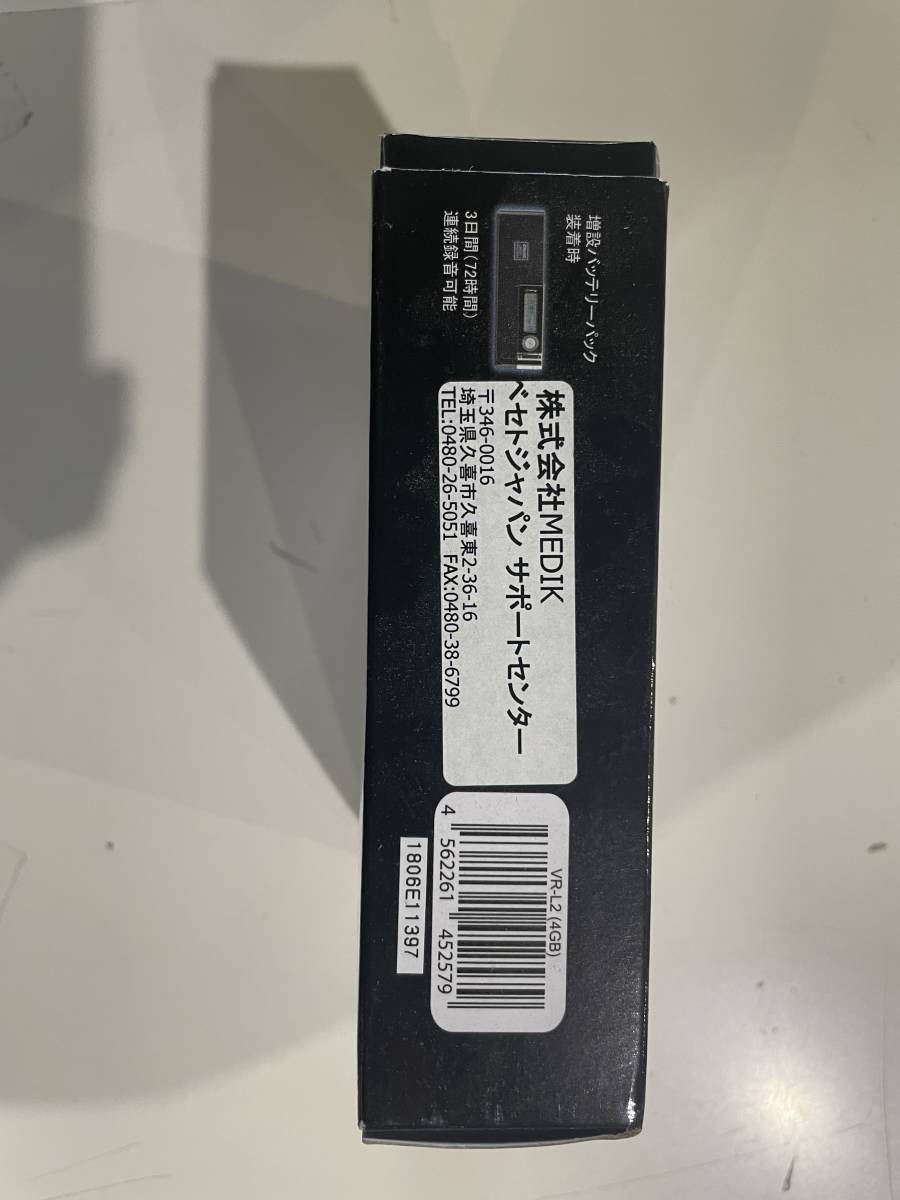 増設バッテリーパック
装着時
3日間(72時間)
連続録音可能
株式会社MEDIK
ベセトジャパン サポートセンター
〒346-0016
埼玉県久喜市久喜東2-36-16
TEL:0480-26-5051 FAX:0480-38-6799
VR-L2 (4GB)
4 562261 452579
1806E11397